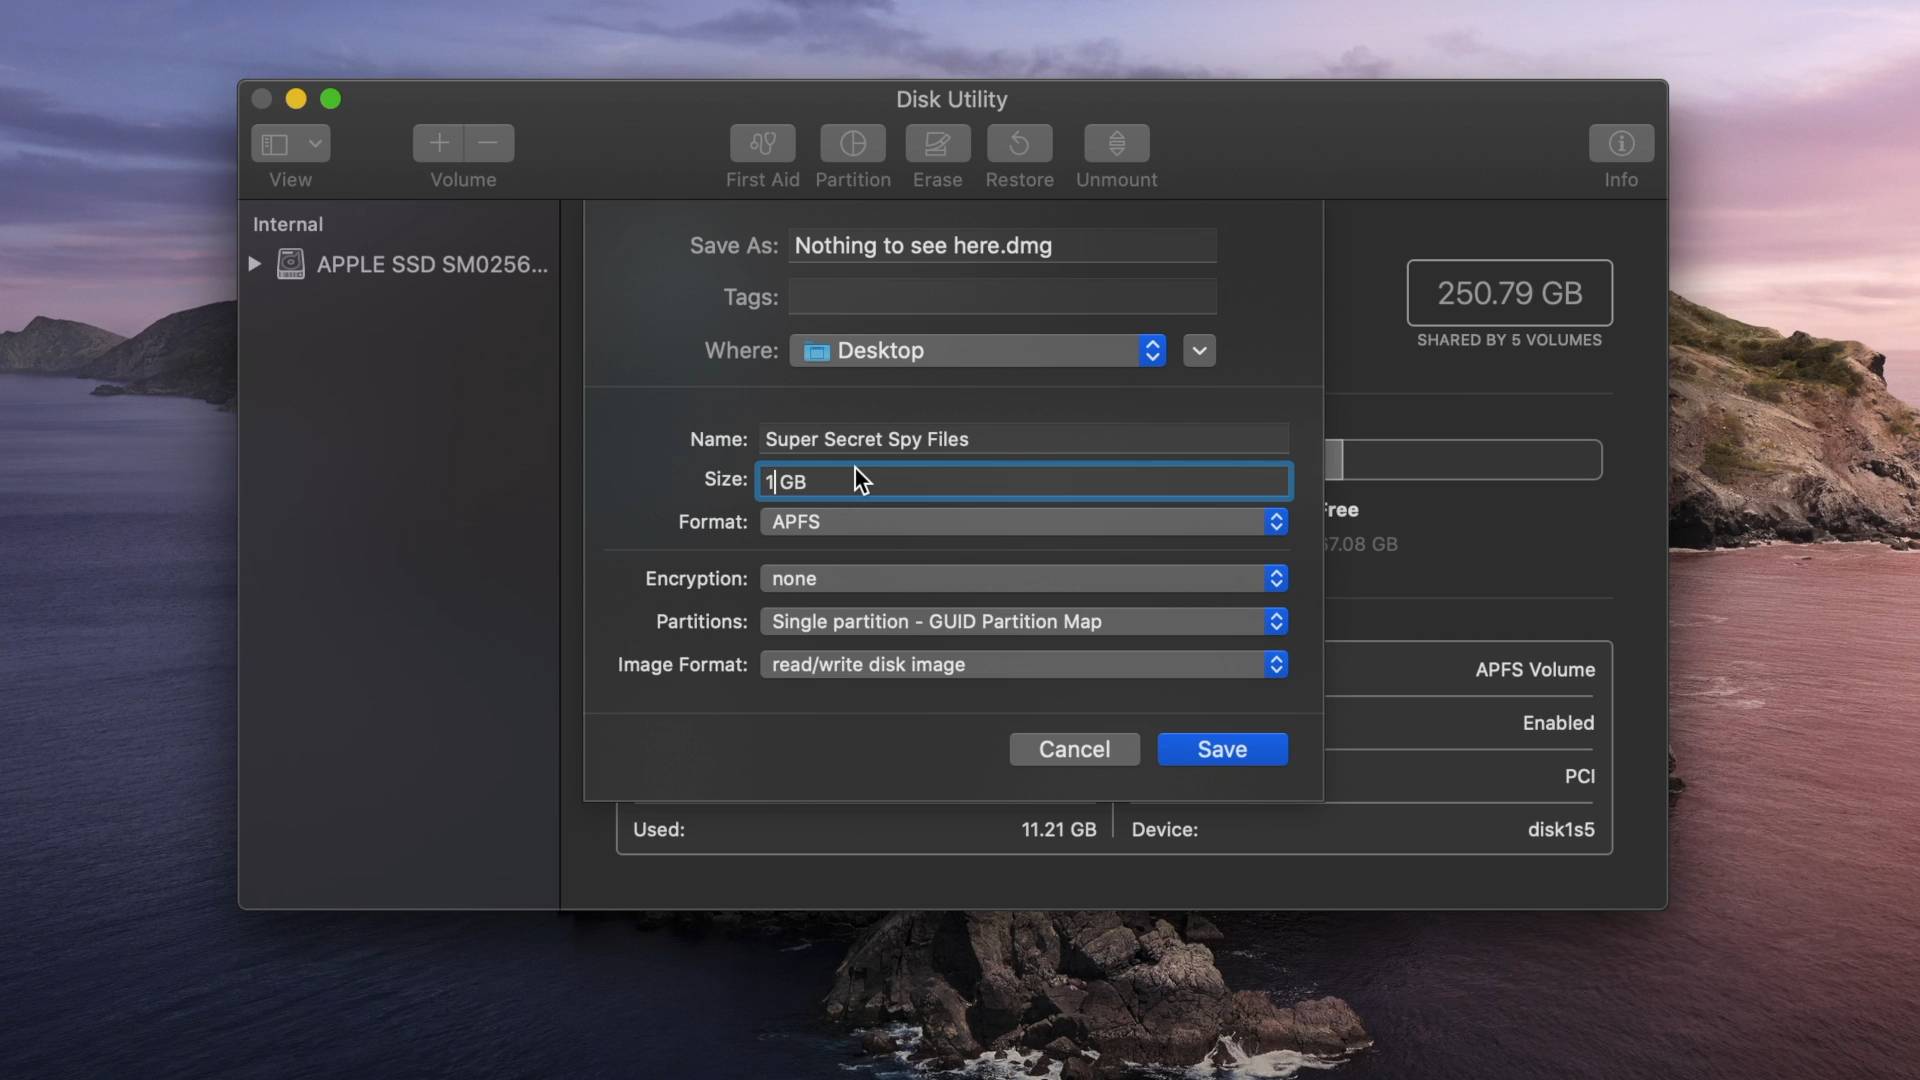 Disk Utility
View
Volume
First Aid
Partition
Erase
Restore
Unmount
Info
Internal
APPLE SSD SM0256...
Save As: Nothing to see here.dmg
Tags:
Where: Desktop
250.79 GB
SHARED BY 5 VOLUMES
Name: Super Secret Spy Files
Size: 1 GB
Format: APFS
Encryption: none
Partitions: Single partition - GUID Partition Map
Image Format: read/write disk image
Cancel
Save
7.08 GB
APFS Volume
Enabled
PCI
Used: 11.21 GB
Device: disk1s5